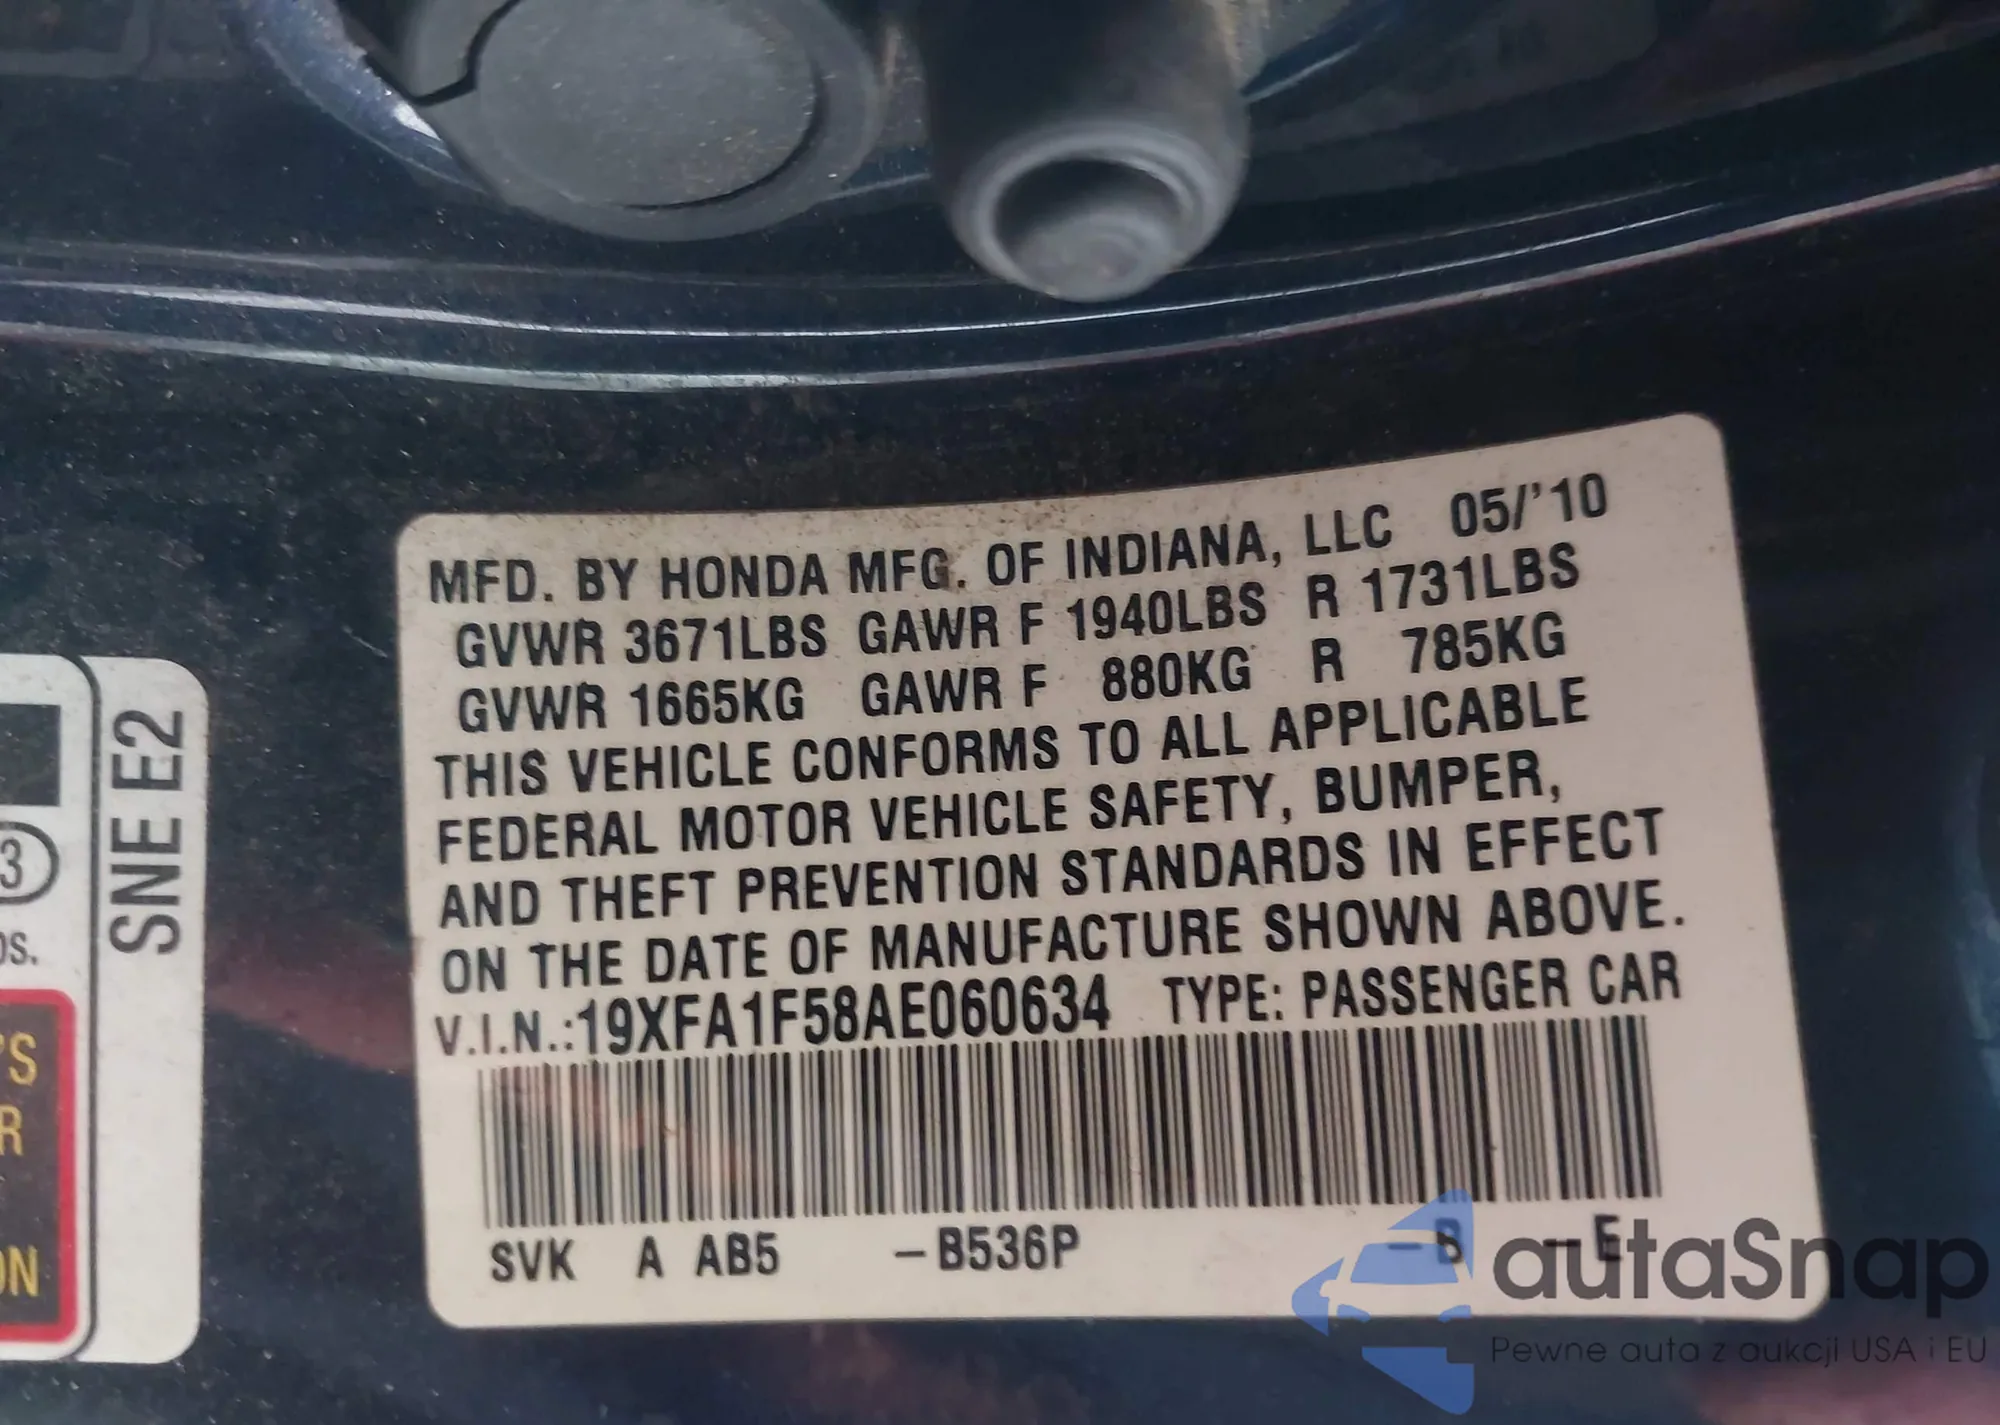 MFD. BY HONDA MFG. OF INDIANA, LLC 05/'10
GVWR 3671LBS GAWR F 1940LBS R 1731LBS
GVWR 1665KG GAWR F 880KG R 785KG
THIS VEHICLE CONFORMS TO ALL APPLICABLE
FEDERAL MOTOR VEHICLE SAFETY, BUMPER,
AND THEFT PREVENTION STANDARDS IN EFFECT
ON THE DATE OF MANUFACTURE SHOWN ABOVE.
V.I.N.:19XFA1F58AE060634 TYPE: PASSENGER CAR
SVK A AB5 –B536P –B –E
SNE E2
3
os.
'S
R
ON
autaSnap
Pewne auta z aukcji USA i EU